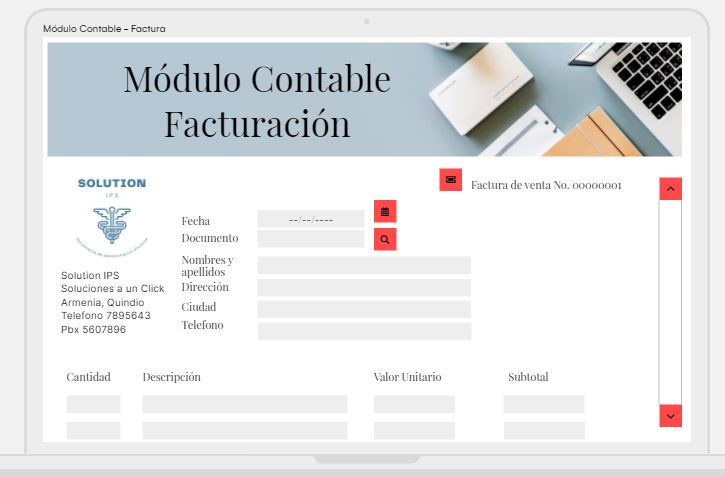 Módulo Contable - Factura
Módulo Contable
Facturación
SOLUTION
IPS
Factura de venta No. 00000001
Fecha
--/--/----
Documento
Nombres y
apellidos
Dirección
Ciudad
Telefono
Solution IPS
Soluciones a un Click
Armenia, Quindio
Telefono 7895643
Pbx 5607896
Cantidad Descripción Valor Unitario Subtotal